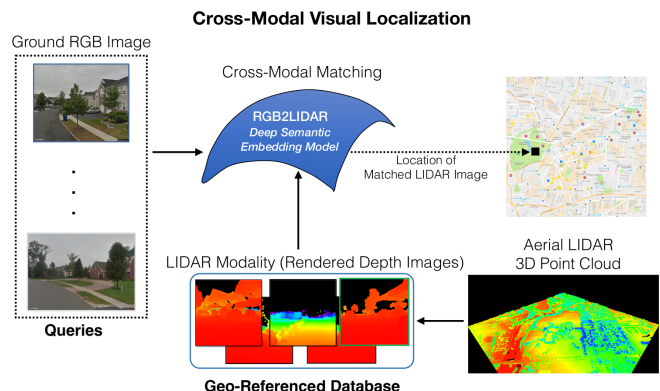 Cross-Modal Visual Localization
Ground RGB Image
Cross-Modal Matching
RGB2LIDAR
Deep Semantic
Embedding Model
Location of
Matched LIDAR Image
LIDAR Modality (Rendered Depth Images)
Aerial LIDAR
3D Point Cloud
Queries
Geo-Referenced Database